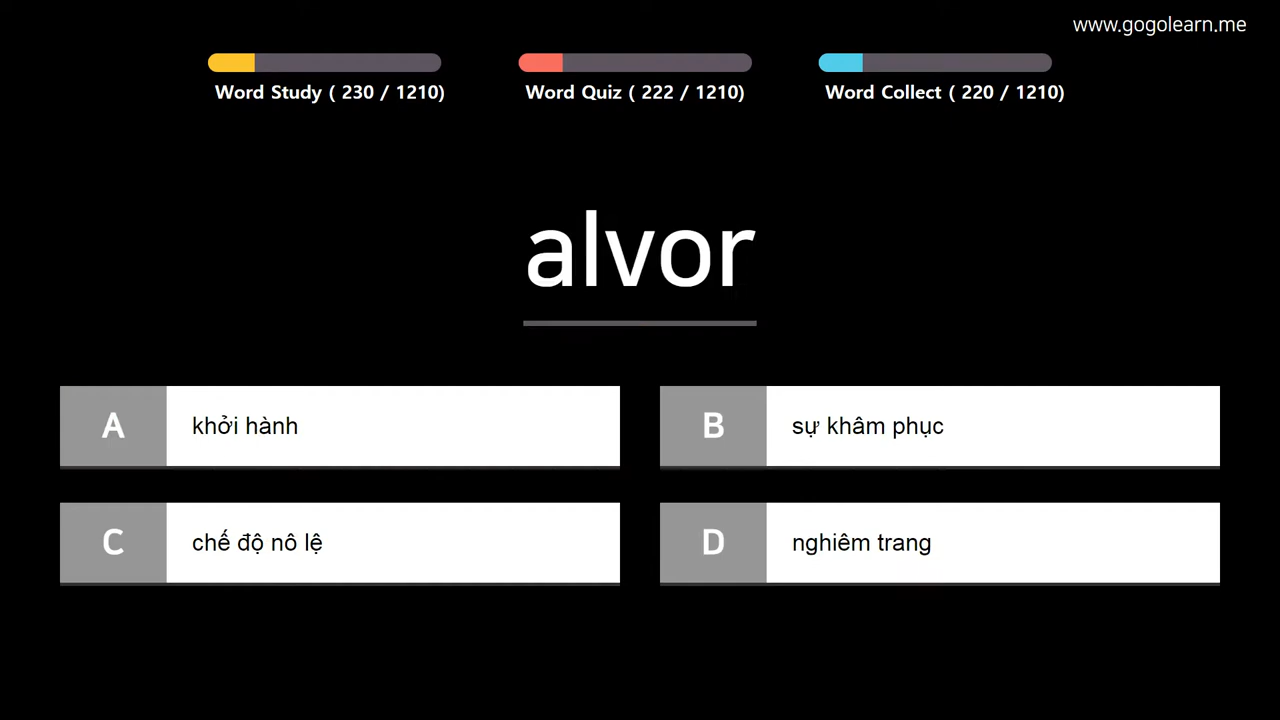 www.gogolearn.me
Word Study ( 230 / 1210)
Word Quiz ( 222 / 1210)
Word Collect ( 220 / 1210)
alvor
A
khởi hành
B
sự khâm phục
C
chế độ nô lệ
D
nghiêm trang